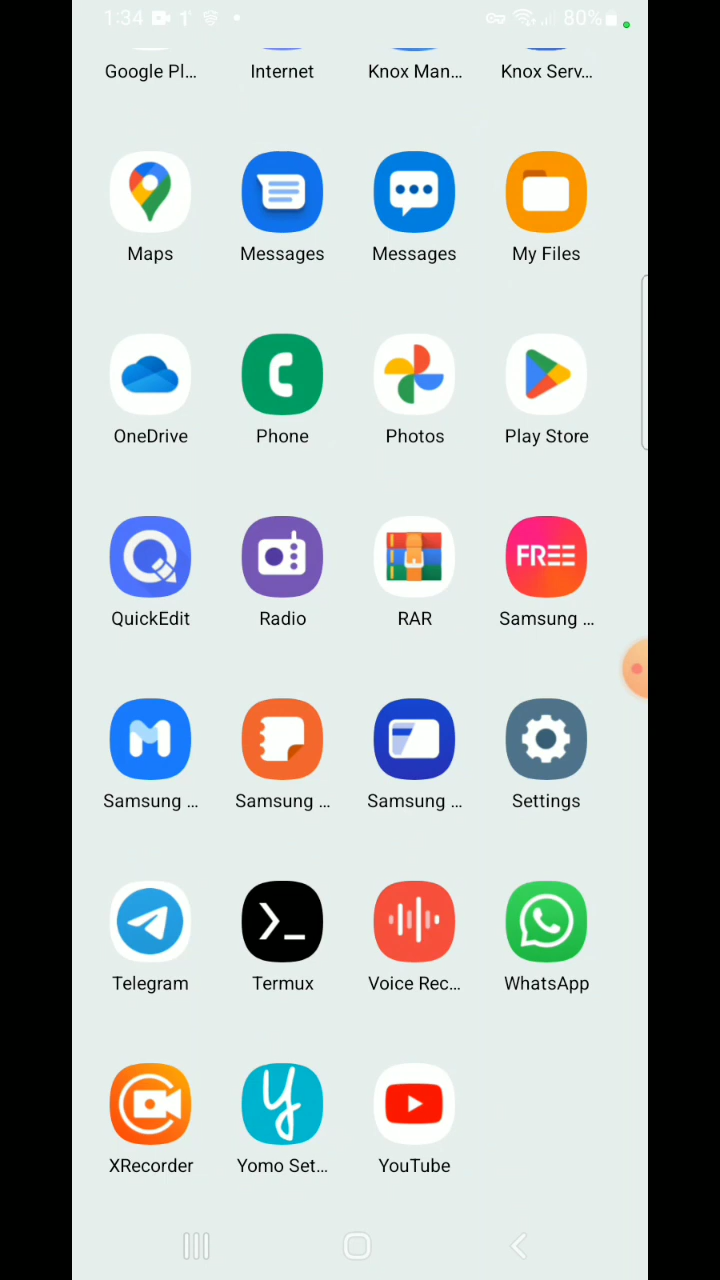 1:34 80%
Google Pl... Internet Knox Man... Knox Serv...
Maps Messages Messages My Files
OneDrive Phone Photos Play Store
FREE
QuickEdit Radio RAR Samsung ...
Samsung ... Samsung ... Samsung ... Settings
Telegram Termux Voice Rec... WhatsApp
XRecorder Yomo Set... YouTube